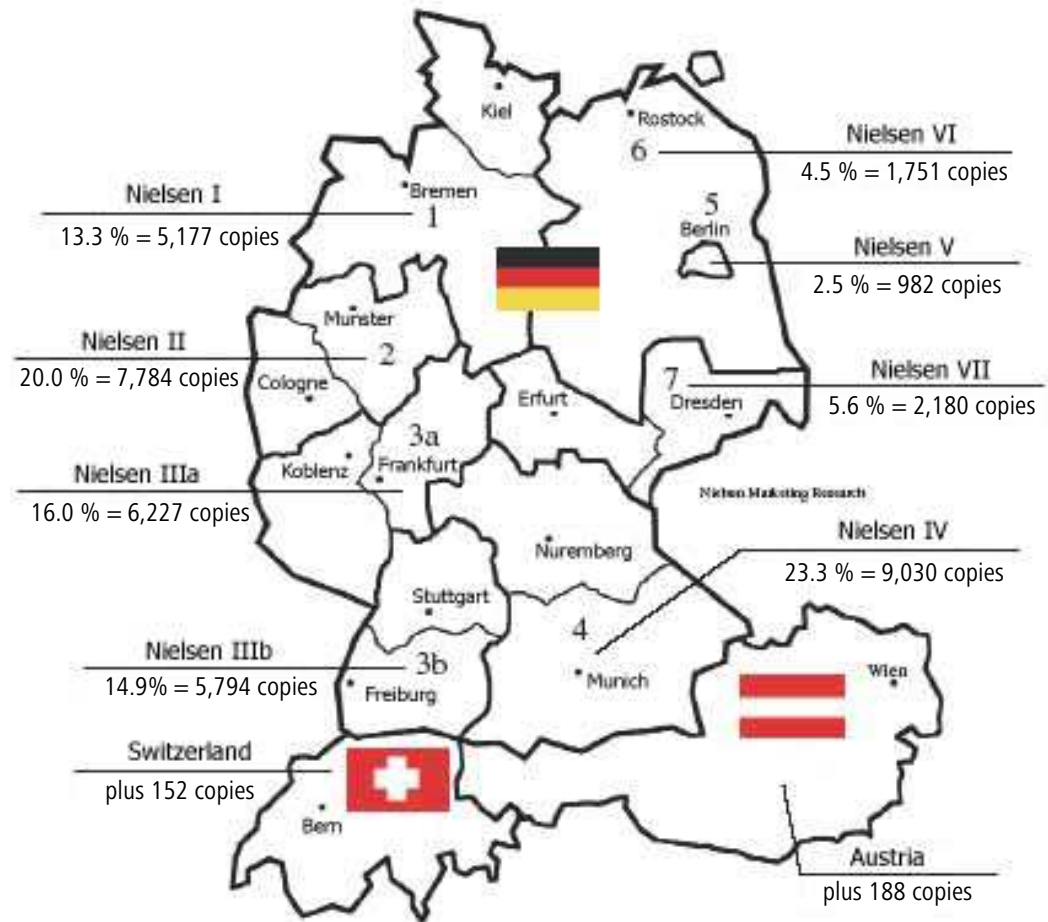 Kiel
Rostock
Nielsen VI
6
4.5 % = 1,751 copies
Nielsen I
Bremen
1
13.3 % = 5,177 copies
5
Berlin
Nielsen V
2.5 % = 982 copies
Munster
Nielsen II
2
20.0 % = 7,784 copies
Cologne
Nielsen VII
7
Erfurt
Dresden
5.6 % = 2,180 copies
3a
Koblenz
Frankfurt
Nielsen IIIa
16.0 % = 6,227 copies
Nielsen Marketing Research
Nielsen IV
Nuremberg
23.3 % = 9,030 copies
Stuttgart
4
Nielsen IIIb
3b
14.9% = 5,794 copies
Freiburg
Munich
Wien
Switzerland
plus 152 copies
Bern
Austria
plus 188 copies